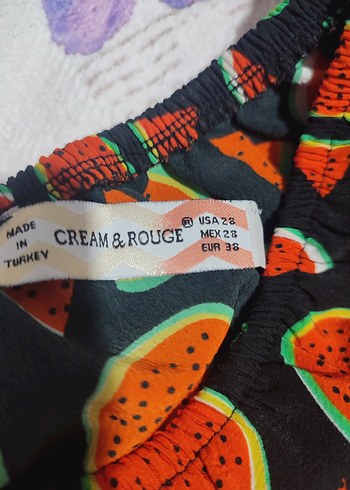 MADE
IN
TURKEY
CREAM & ROUGE®
USA 28
MEX 28
EUR 38